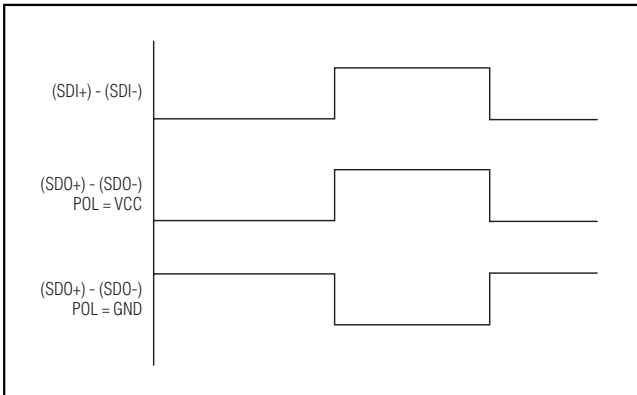 (SDI+) - (SDI-)
(SDO+) - (SDO-)
POL = VCC
(SDO+) - (SDO-)
POL = GND